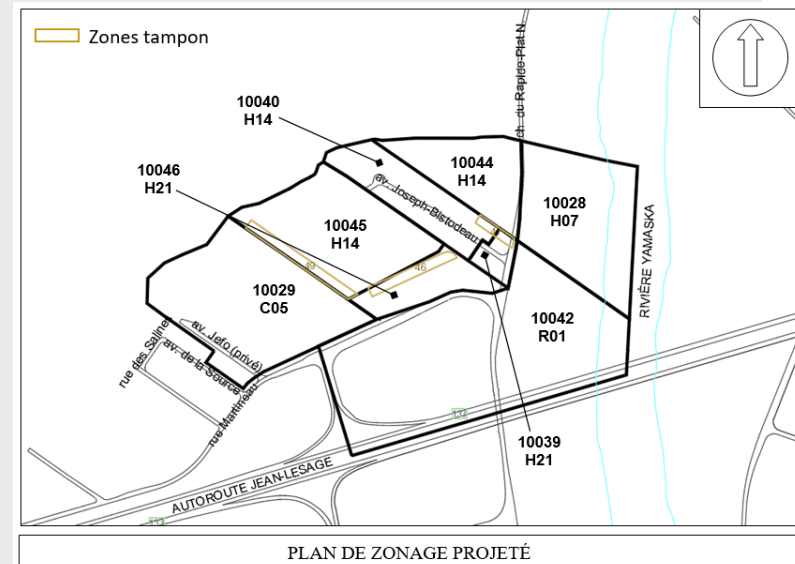 Zones tampon
ch. du Rapide-Plat N
10040
H14
10044
H14
10046
H21
av. Joseph-Bistodeau
10028
H07
10045
H14
49
46
10029
C05
RIVIÈRE YAMASKA
10042
R01
av. Jefo (privé)
rue des Salines
av. de la Source
rue Martineau
132
10039
H21
AUTOROUTE JEAN-LESAGE
PLAN DE ZONAGE PROJETÉ